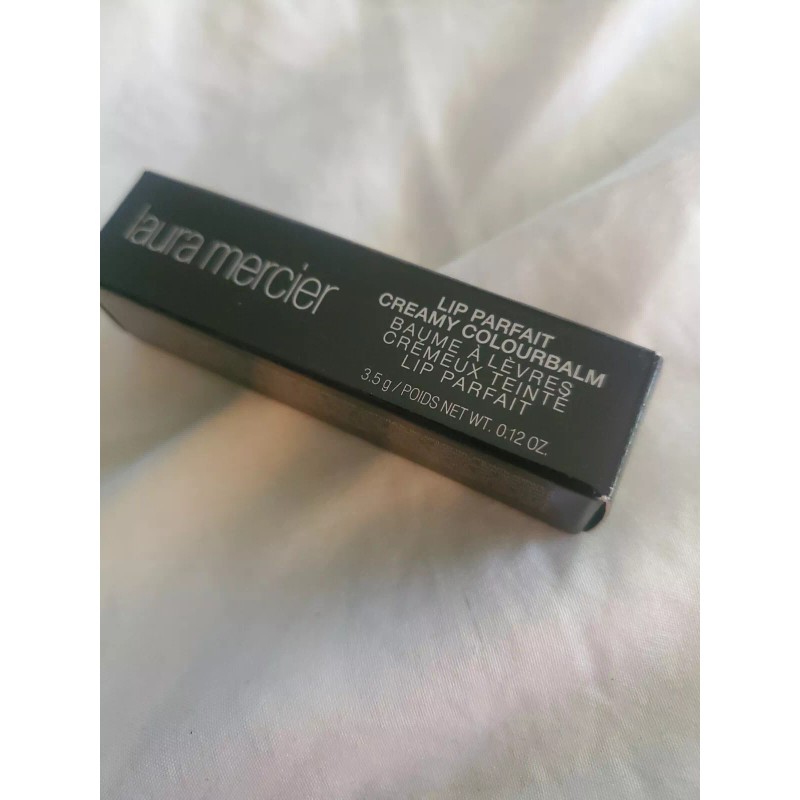 laura mercier
LIP PARFAIT
CREAMY COLOURBALM
BAUME À LÈVRES
CRÉMEUX TEINTÉ
LIP PARFAIT
3.5 g / POIDS NET WT. 0.12 OZ.